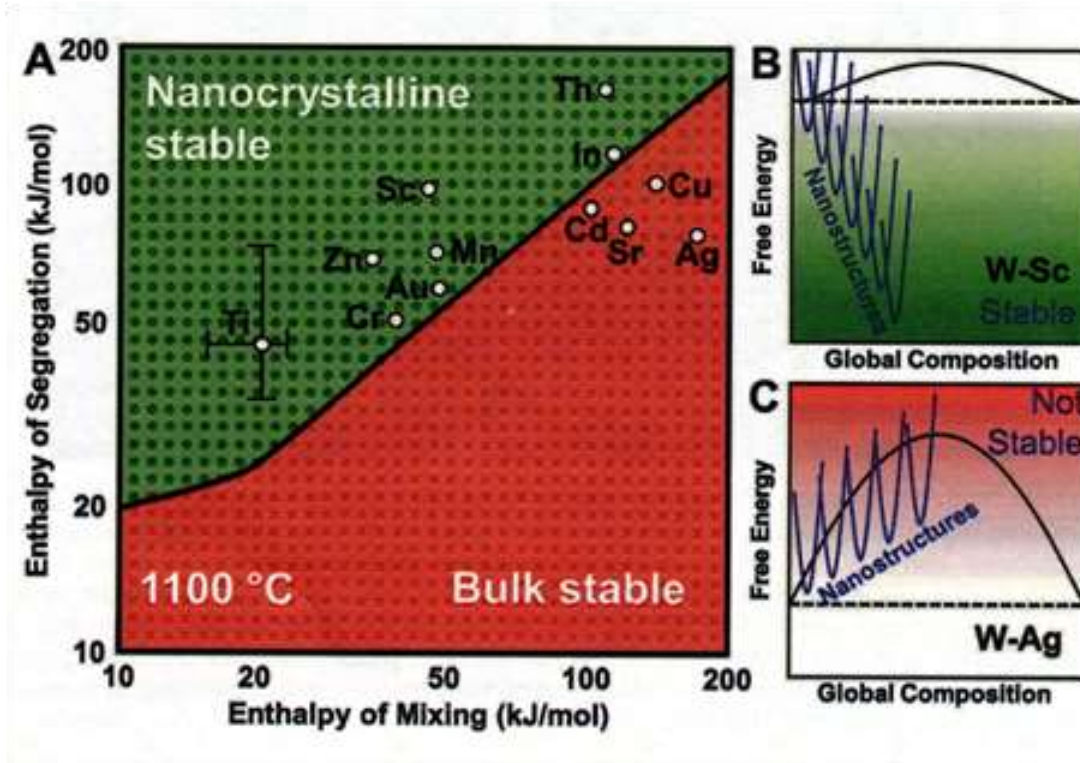 A
200
100
50
20
10
10
20
50
100
200
Enthalpy of Segregation (kJ/mol)
Enthalpy of Mixing (kJ/mol)
Nanocrystalline
stable
Th
In
Sc
Cu
Cd
Sr
Ag
Zn
Mn
Au
Cr
Ti
1100 °C
Bulk stable
B
Free Energy
Nanostructures
W-Sc
Stable
Global Composition
C
Not
Stable
Free Energy
Nanostructures
W-Ag
Global Composition